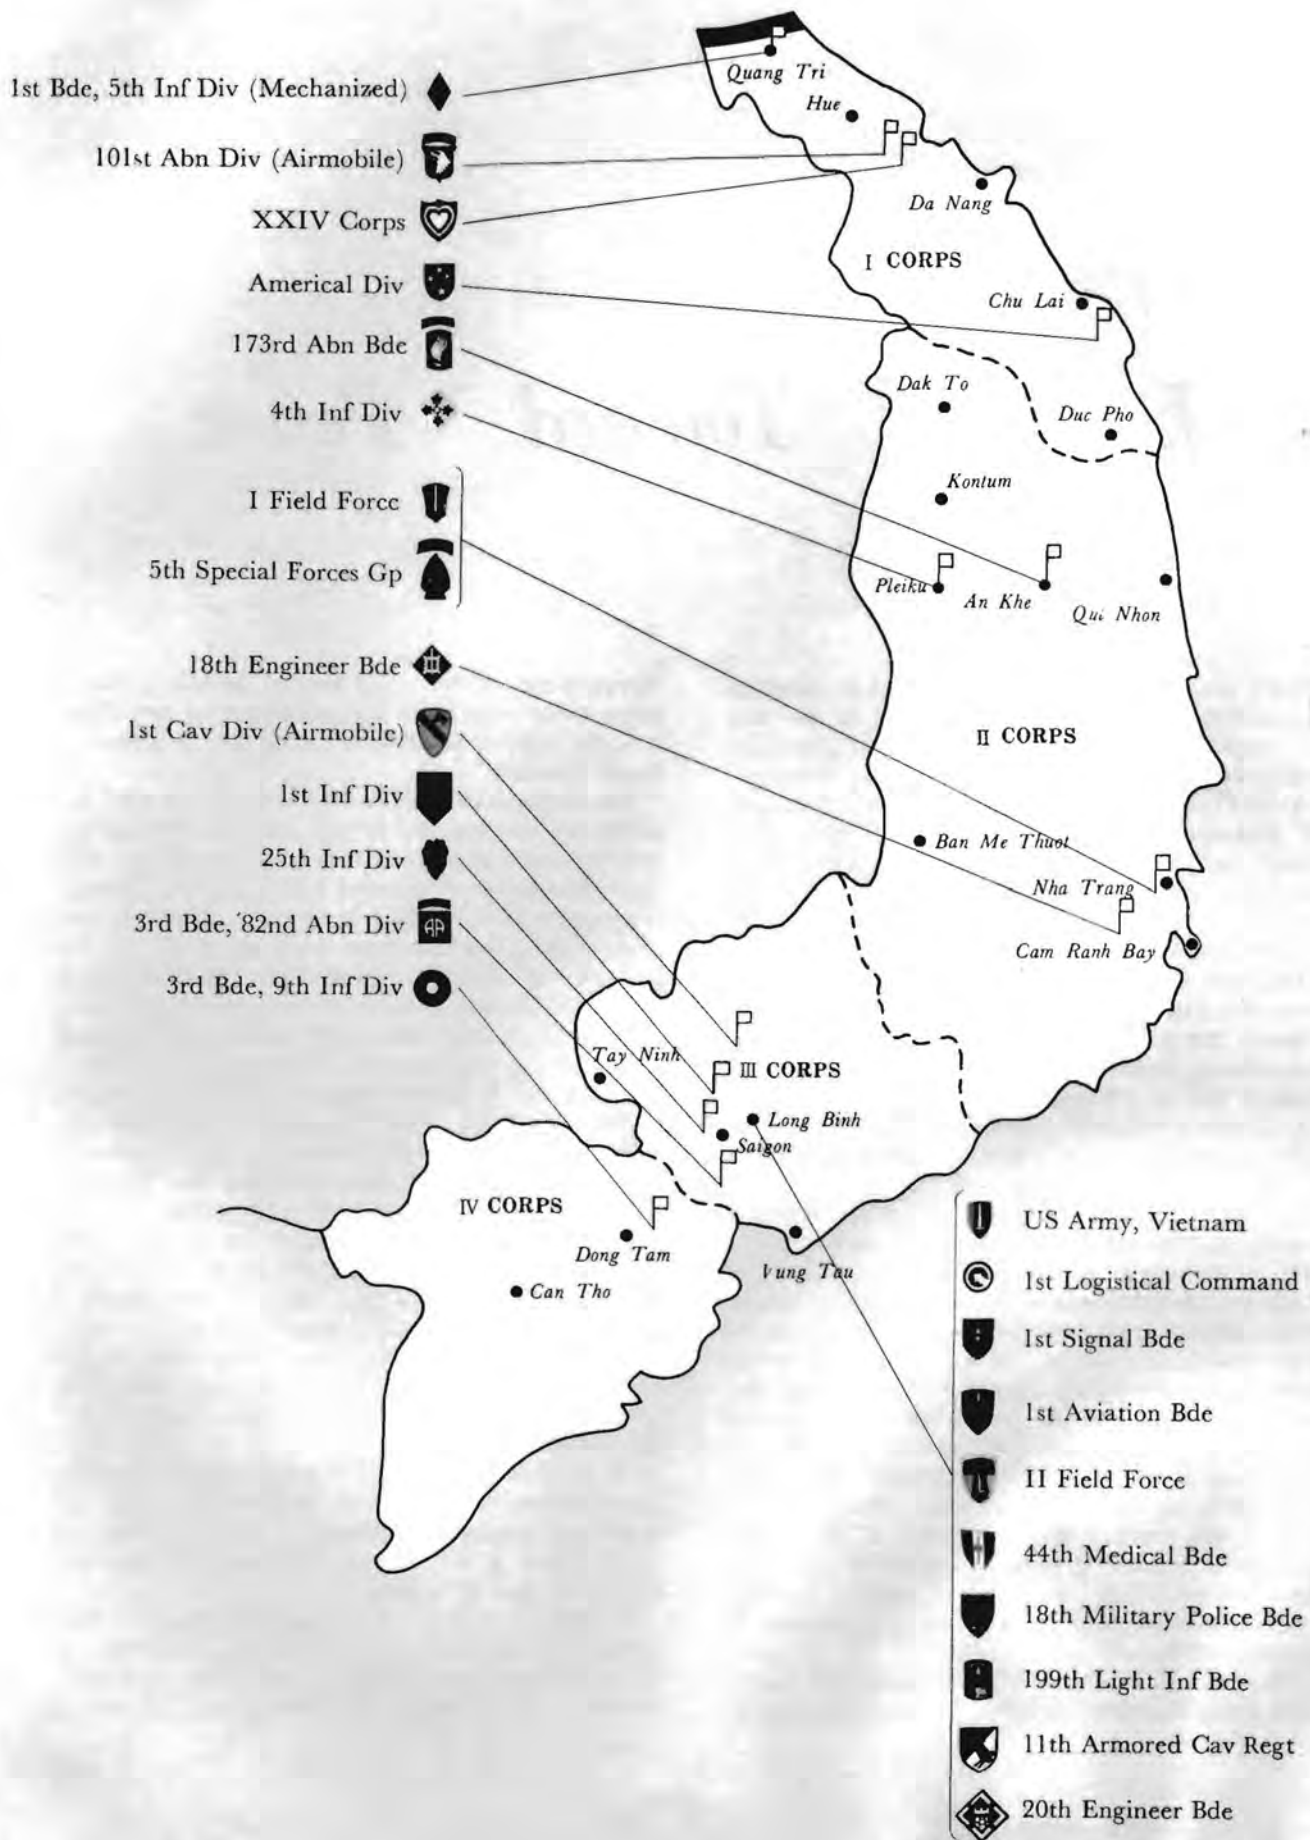 1st Bde, 5th Inf Div (Mechanized)
101st Abn Div (Airmobile)
XXIV Corps
Americal Div
173rd Abn Bde
4th Inf Div
I Field Force
5th Special Forces Gp
18th Engineer Bde
1st Cav Div (Airmobile)
1st Inf Div
25th Inf Div
3rd Bde, '82nd Abn Div
AA
3rd Bde, 9th Inf Div
Quang Tri
Hue
Da Nang
I CORPS
Chu Lai
Dak To
Duc Pho
Kontum
Pleiku
An Khe
Qui Nhon
II CORPS
Ban Me Thuot
Nha Trang
Cam Ranh Bay
Tay Ninh
III CORPS
Long Binh
Saigon
IV CORPS
Dong Tam
Vung Tau
Can Tho
US Army, Vietnam
1st Logistical Command
1st Signal Bde
1st Aviation Bde
II Field Force
44th Medical Bde
18th Military Police Bde
199th Light Inf Bde
11th Armored Cav Regt
20th Engineer Bde